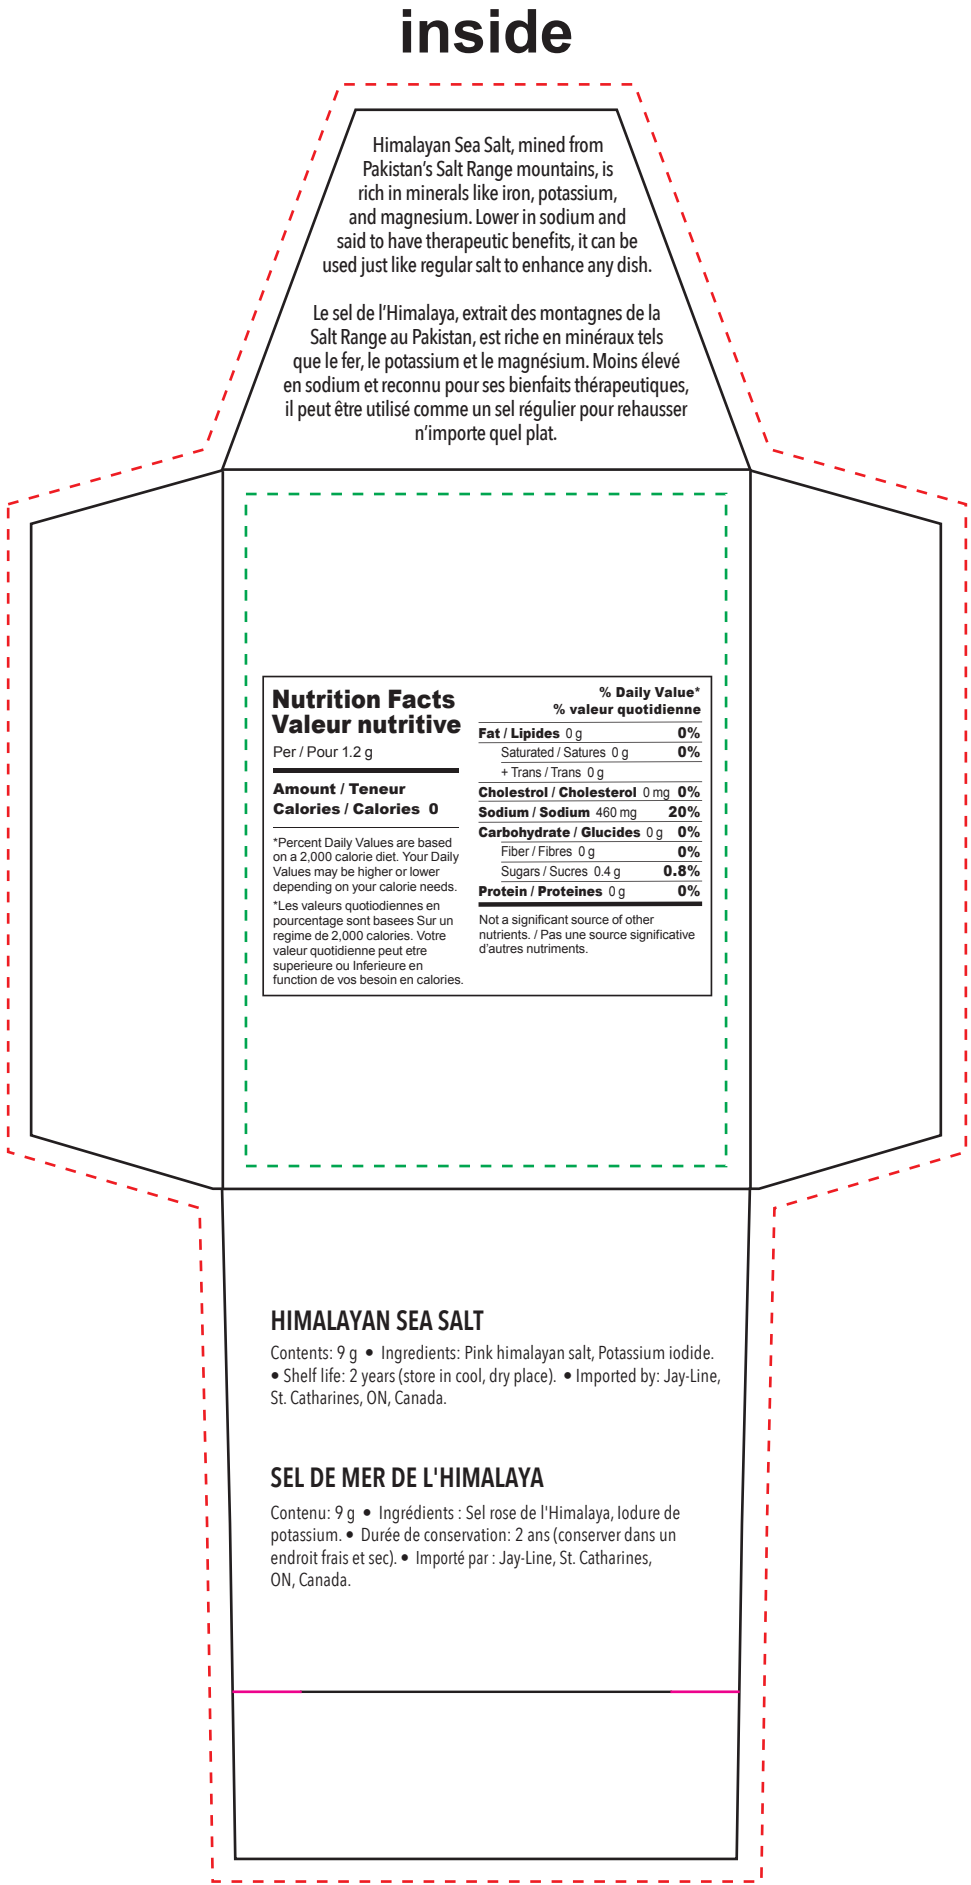 inside
Himalayan Sea Salt, mined from
Pakistan's Salt Range mountains, is
rich in minerals like iron, potassium,
and magnesium. Lower in sodium and
said to have therapeutic benefits, it can be
used just like regular salt to enhance any dish.
Le sel de l'Himalaya, extrait des montagnes de la
Salt Range au Pakistan, est riche en minéraux tels
que le fer, le potassium et le magnésium. Moins élevé
en sodium et reconnu pour ses bienfaits thérapeutiques,
il peut être utilisé comme un sel régulier pour rehausser
n'importe quel plat.
Nutrition Facts
Valeur nutritive
Per / Pour 1.2 g
Amount / Teneur
Calories / Calories 0
*Percent Daily Values are based
on a 2,000 calorie diet. Your Daily
Values may be higher or lower
depending on your calorie needs.
*Les valeurs quotiodiennes en
pourcentage sont basees Sur un
regime de 2,000 calories. Votre
valeur quotidienne peut etre
superieure ou Inferieure en
function de vos besoin en calories.
% Daily Value*
% valeur quotidienne
Fat / Lipides 0 g 0%
Saturated / Satures 0 g 0%
+ Trans / Trans 0 g
Cholestrol / Cholesterol 0 mg 0%
Sodium / Sodium 460 mg 20%
Carbohydrate / Glucides 0 g 0%
Fiber / Fibres 0 g 0%
Sugars / Sucres 0.4 g 0.8%
Protein / Proteines 0 g 0%
Not a significant source of other
nutrients. / Pas une source significative
d'autres nutriments.
HIMALAYAN SEA SALT
Contents: 9 g • Ingredients: Pink himalayan salt, Potassium iodide.
• Shelf life: 2 years (store in cool, dry place). • Imported by: Jay-Line,
St. Catharines, ON, Canada.
SEL DE MER DE L'HIMALAYA
Contenu: 9 g • Ingrédients : Sel rose de l'Himalaya, Iodure de
potassium. • Durée de conservation: 2 ans (conserver dans un
endroit frais et sec). • Importé par : Jay-Line, St. Catharines,
ON, Canada.